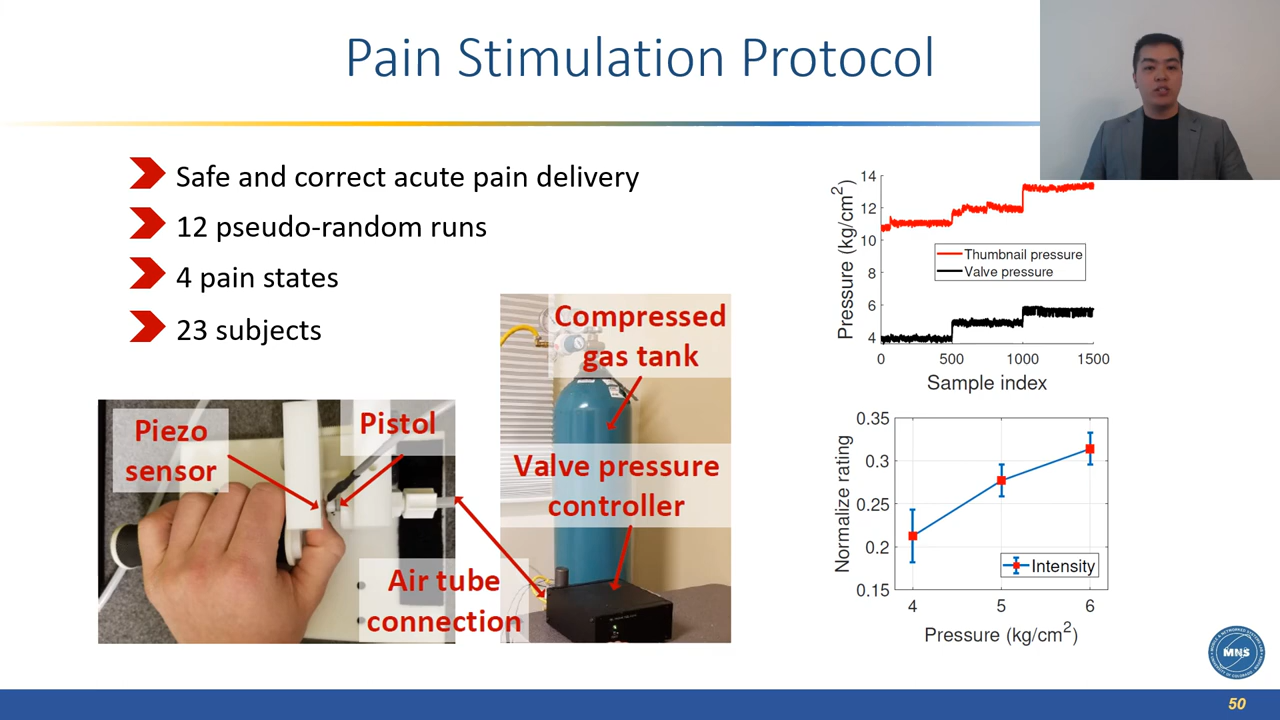 Pain Stimulation Protocol
Safe and correct acute pain delivery
12 pseudo-random runs
4 pain states
23 subjects
Piezo
sensor
Pistol
Air tube
connection
Compressed
gas tank
Valve pressure
controller
Pressure (kg/cm²)
14
12
10
8
6
4
Thumbnail pressure
Valve pressure
0
500
1000
1500
Sample index
Normalize rating
0.35
0.3
0.25
0.2
0.15
Intensity
4
5
6
Pressure (kg/cm²)
MNS
50